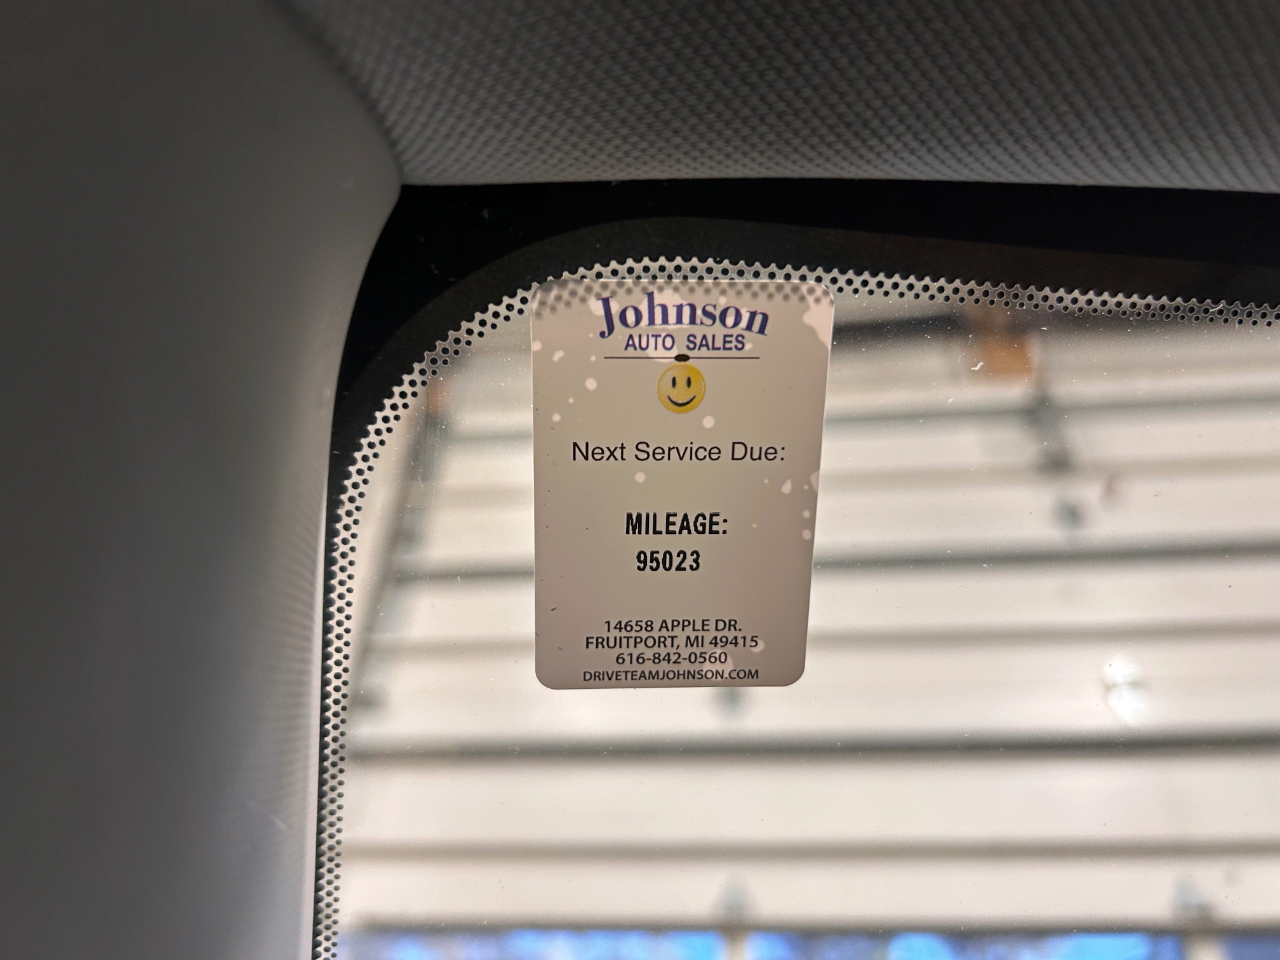 Johnson
AUTO SALES
Next Service Due:
MILEAGE:
95023
14658 APPLE DR.
FRUITPORT, MI 49415
616-842-0560
DRIVETEAMJOHNSON.COM